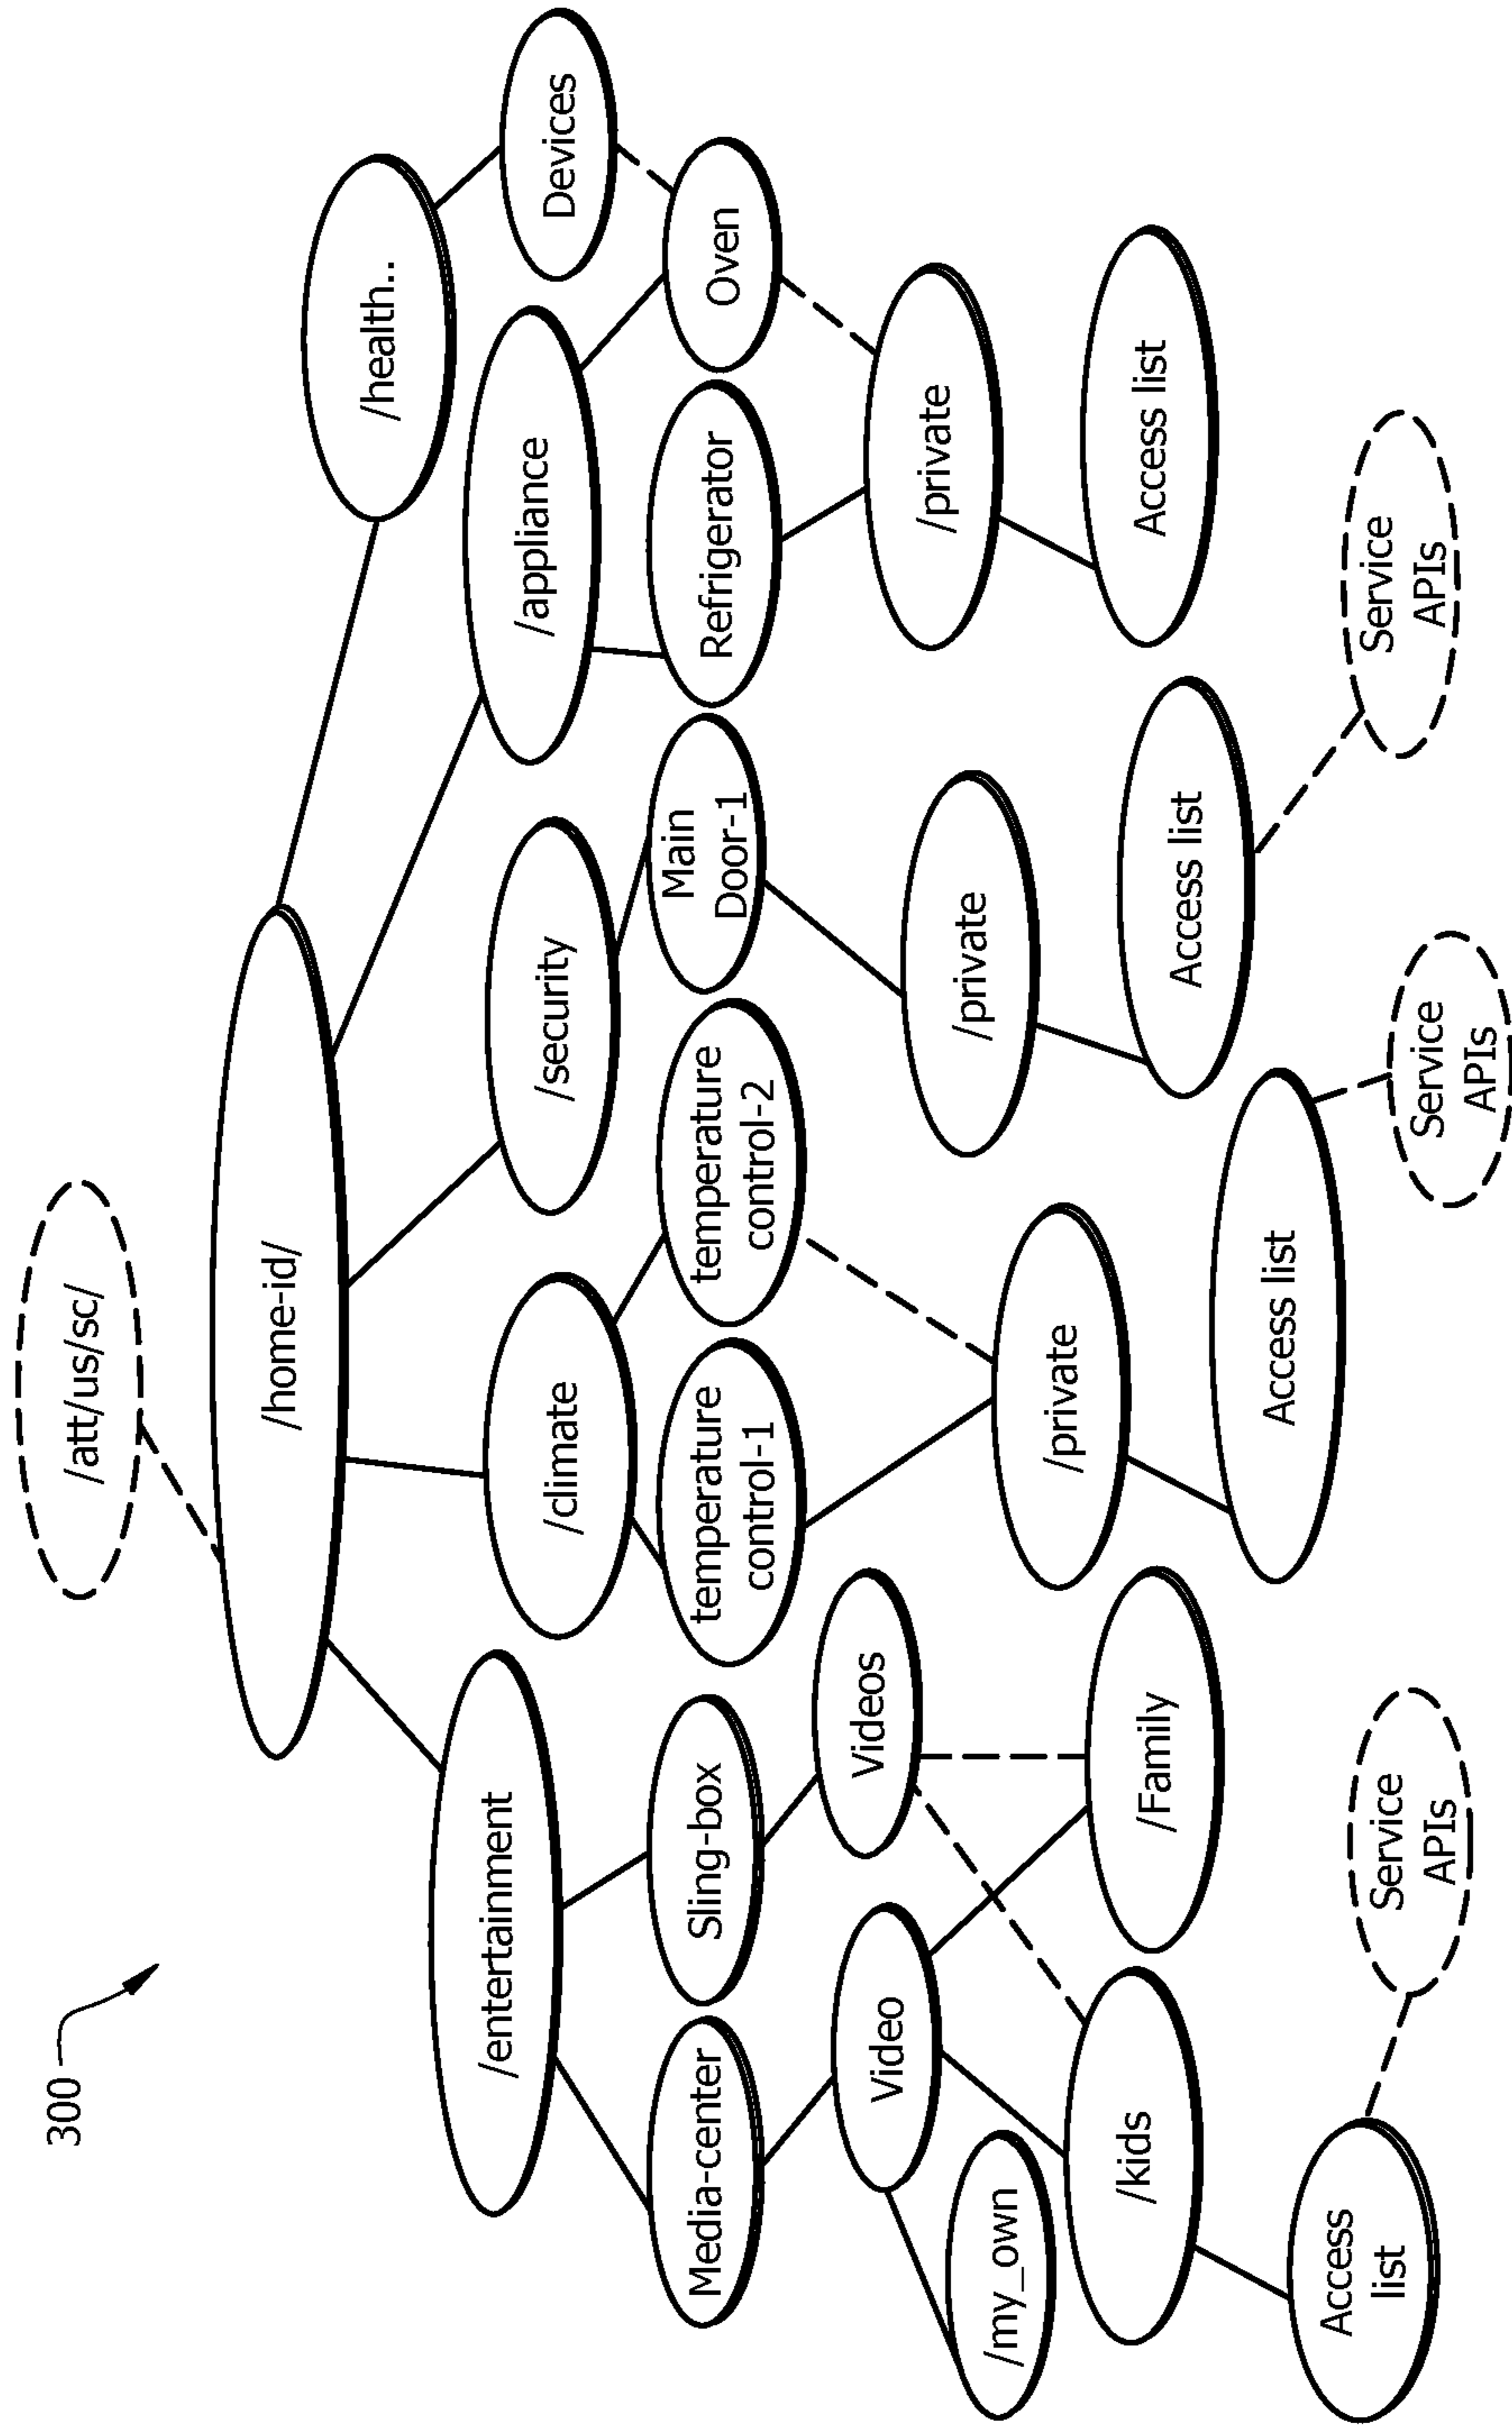 300
/att/us/sc/
/home-id/
/entertainment
/climate
/security
/appliance
/health..
Devices
Media-center
Sling-box
temperature
control-1
temperature
control-2
Main
Door-1
Refrigerator
Oven
Video
Videos
/my_own
/kids
/Family
/private
/private
/private
Access
list
Access list
Access list
Access list
Service
APIs
Service
APIs
Service
APIs